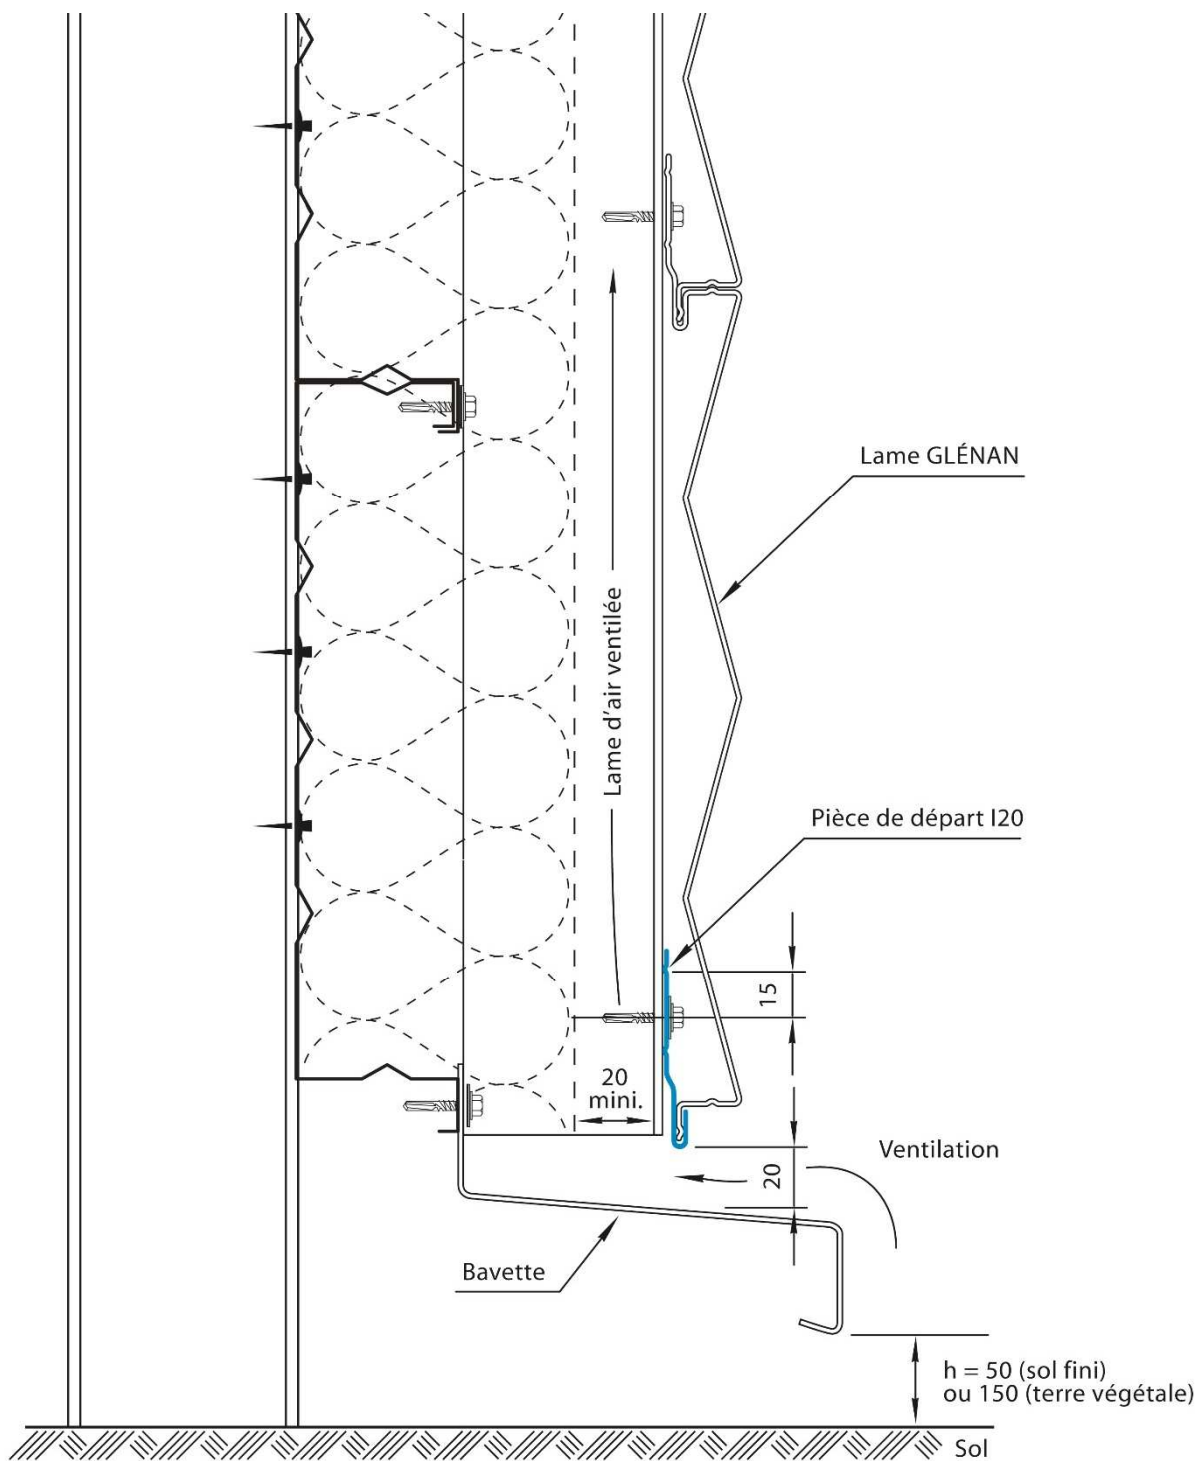 Lame GLÉNAN
Lame d'air ventilée
Pièce de départ I20
15
20
mini.
Ventilation
20
Bavette
h = 50 (sol fini)
ou 150 (terre végétale)
Sol